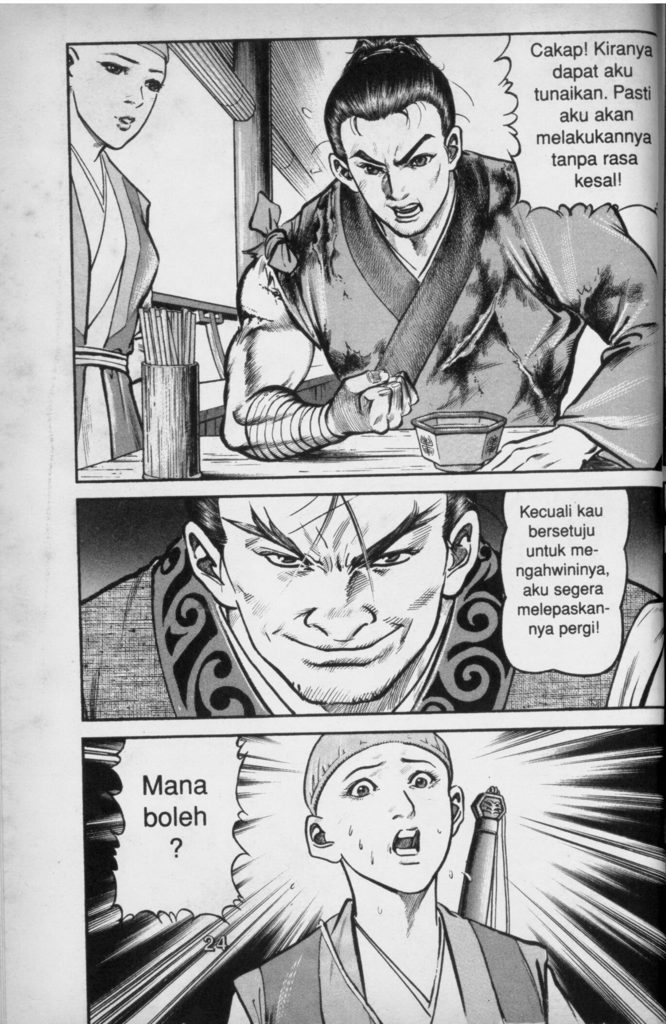 Cakap! Kiranya
dapat aku
tunaikan. Pasti
aku akan
melakukannya
tanpa rasa
kesal!
Kecuali kau
bersetuju
untuk me-
ngahwininya,
aku segera
melepaskan-
nya pergi!
Mana
boleh
?
24